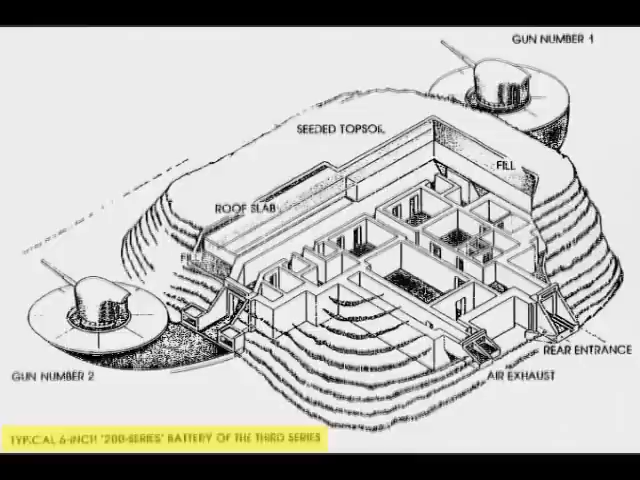 GUN NUMBER 1
SEEDED TOPSOIL
FILL
ROOF SLAB
FILL
REAR ENTRANCE
GUN NUMBER 2
AIR EXHAUST
TYPICAL 6-INCH '200-SERIES' BATTERY OF THE THIRD SERIES